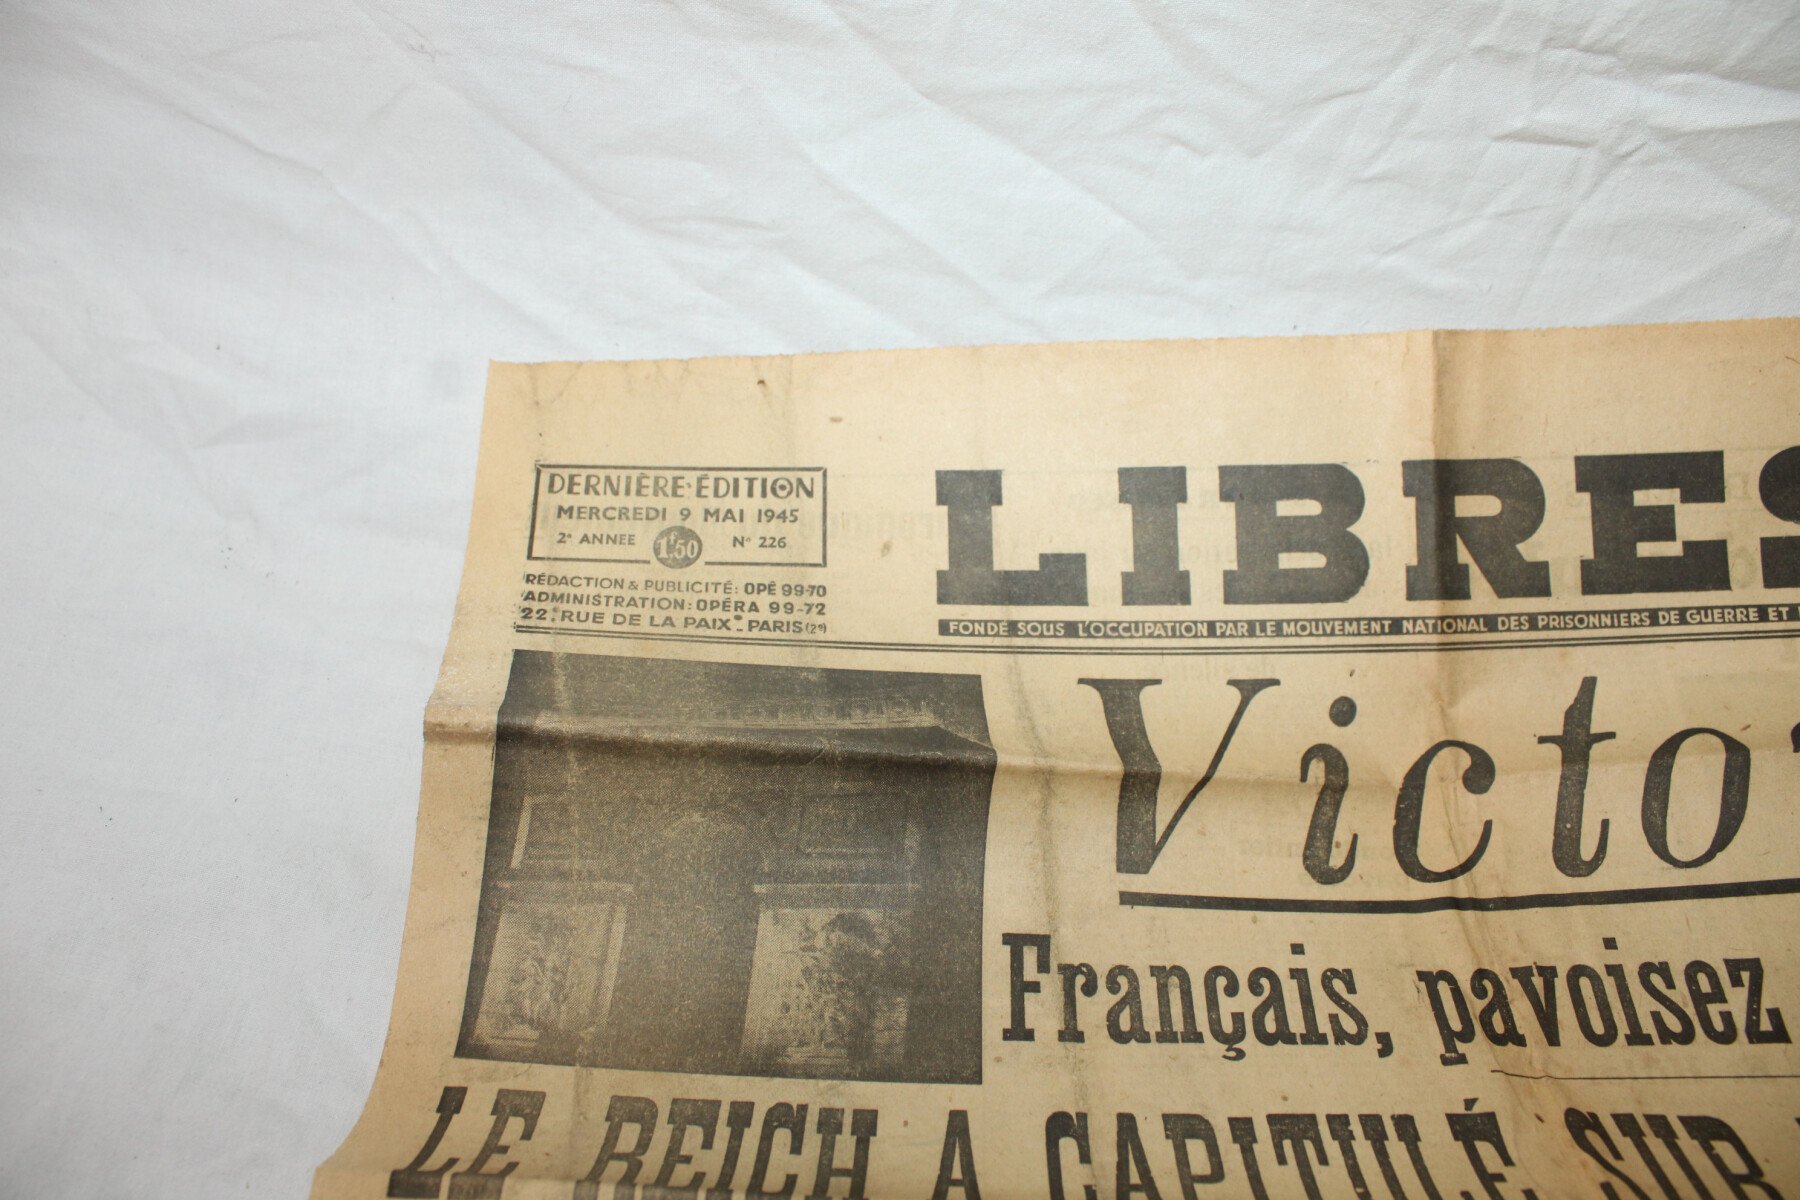 DERNIÈRE·ÉDITION
MERCREDI 9 MAI 1945
2e ANNEE 1f50 No 226
RÉDACTION & PUBLICITÉ: OPÉ 99-70
ADMINISTRATION: OPÉRA 99-72
22, RUE DE LA PAIX - PARIS (2e)
LIBRES
FONDÉ SOUS L'OCCUPATION PAR LE MOUVEMENT NATIONAL DES PRISONNIERS DE GUERRE ET
Victo
Français, pavoisez
LE REICH A CAPITULÉ SUR